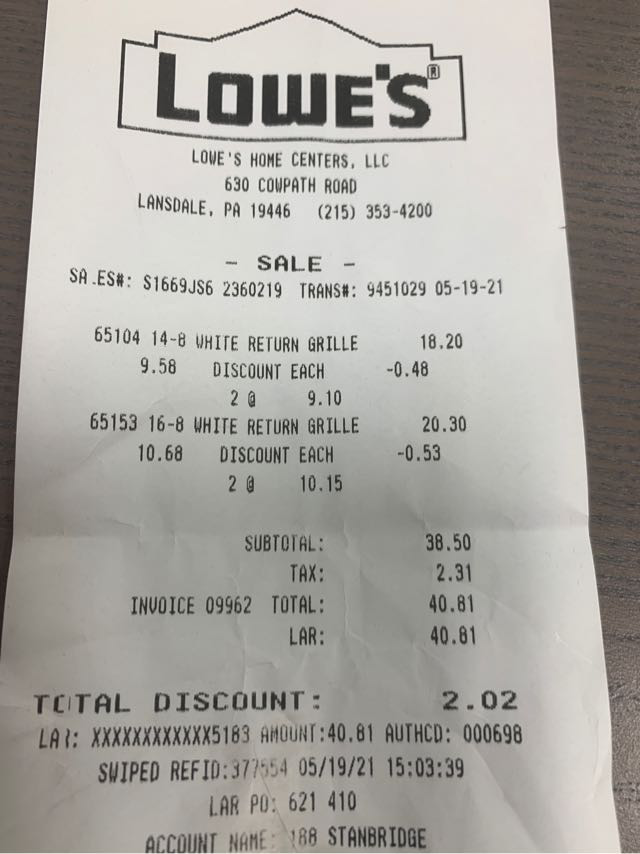 LOWE'S®
LOWE'S HOME CENTERS, LLC
630 COWPATH ROAD
LANSDALE, PA 19446 (215) 353-4200
- SALE -
SA.ES#: S1669JS6 2360219 TRANS#: 9451029 05-19-21
65104 14-8 WHITE RETURN GRILLE 18.20
9.58 DISCOUNT EACH -0.48
2 @ 9.10
65153 16-8 WHITE RETURN GRILLE 20.30
10.68 DISCOUNT EACH -0.53
2 @ 10.15
SUBTOTAL: 38.50
TAX: 2.31
INVOICE 09962 TOTAL: 40.81
LAR: 40.81
TOTAL DISCOUNT: 2.02
LAR: XXXXXXXXXXXX5183 AMOUNT:40.81 AUTHCD: 000698
SWIPED REFID:377554 05/19/21 15:03:39
LAR PO: 621 410
ACCOUNT NAME: 188 STANBRIDGE